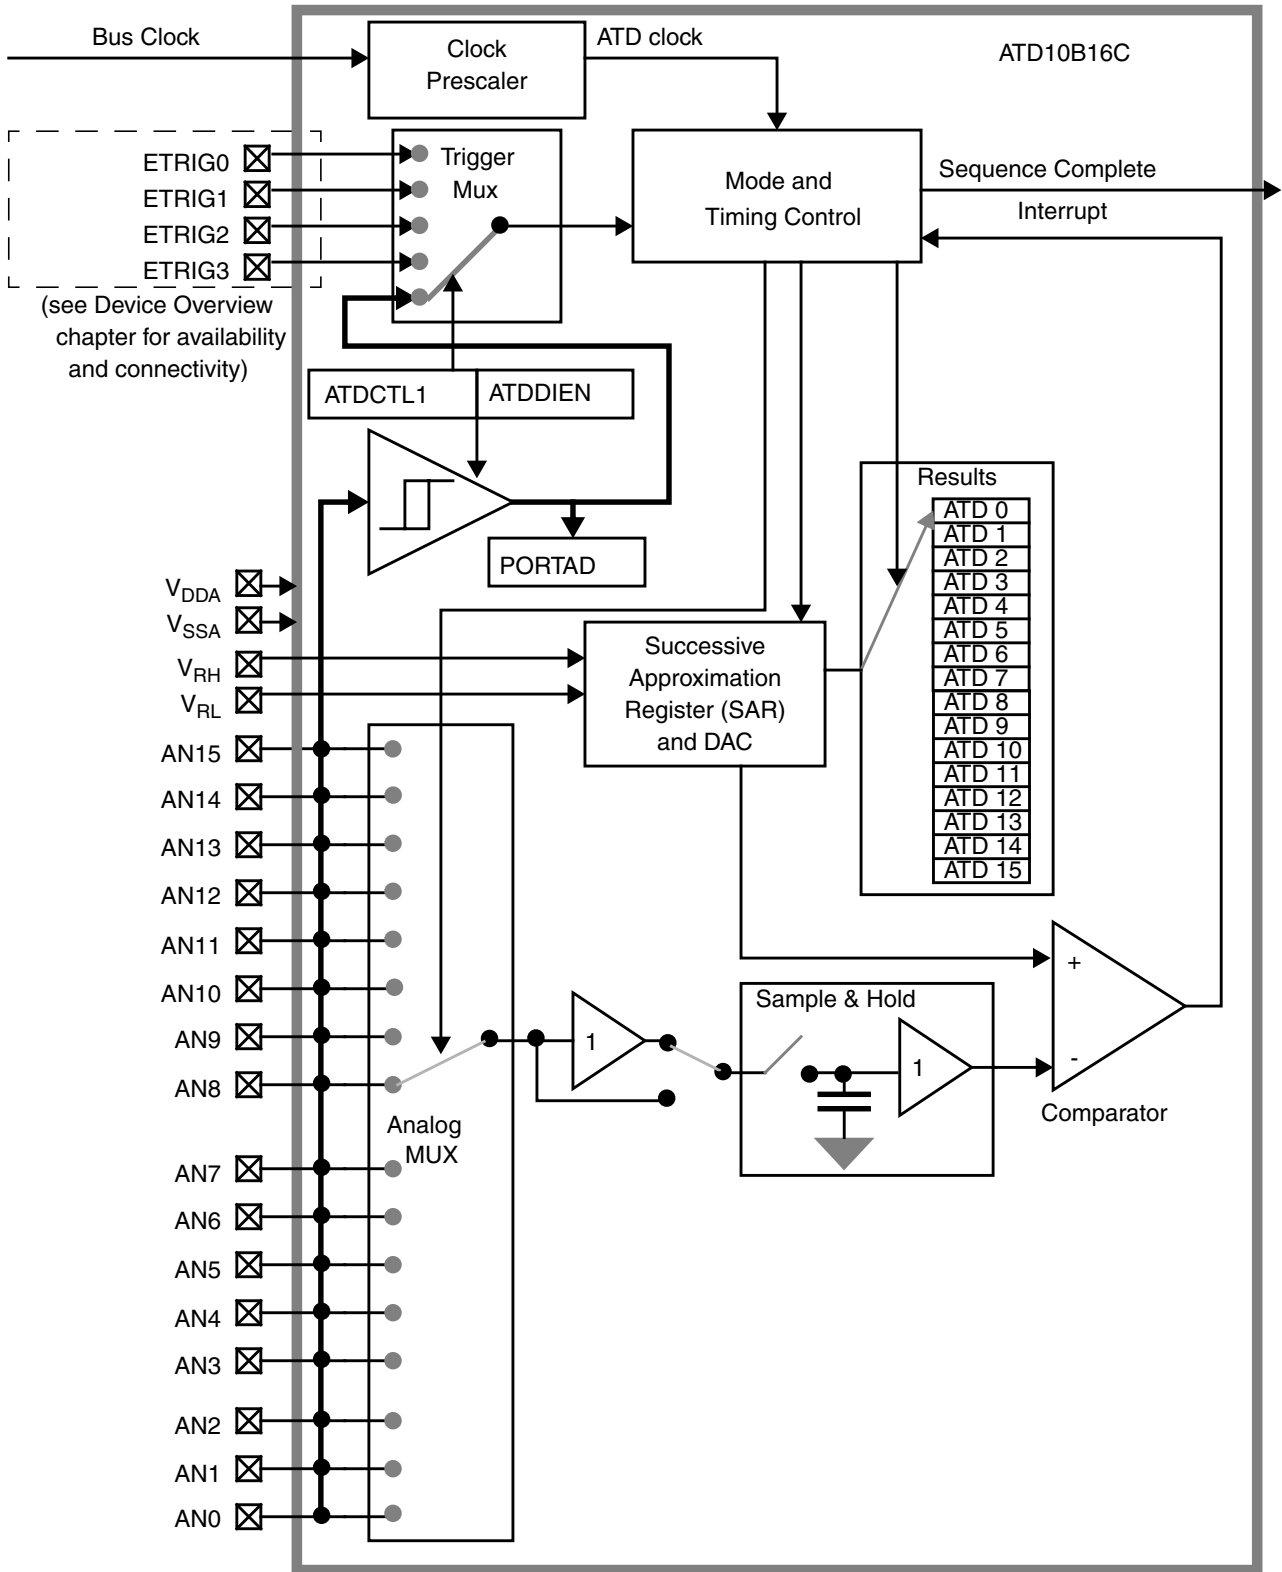 Bus Clock
Clock
Prescaler
ATD clock
ATD10B16C
ETRIG0
ETRIG1
ETRIG2
ETRIG3
(see Device Overview
chapter for availability
and connectivity)
Trigger
Mux
Mode and
Timing Control
Sequence Complete
Interrupt
ATDCTL1
ATDDIEN
PORTAD
Results
ATD 0
ATD 1
ATD 2
ATD 3
ATD 4
ATD 5
ATD 6
ATD 7
ATD 8
ATD 9
ATD 10
ATD 11
ATD 12
ATD 13
ATD 14
ATD 15
VDDA
VSSA
VRH
VRL
Successive
Approximation
Register (SAR)
and DAC
AN15
AN14
AN13
AN12
AN11
AN10
AN9
AN8
AN7
AN6
AN5
AN4
AN3
AN2
AN1
AN0
Analog
MUX
1
Sample & Hold
1
+
-
Comparator